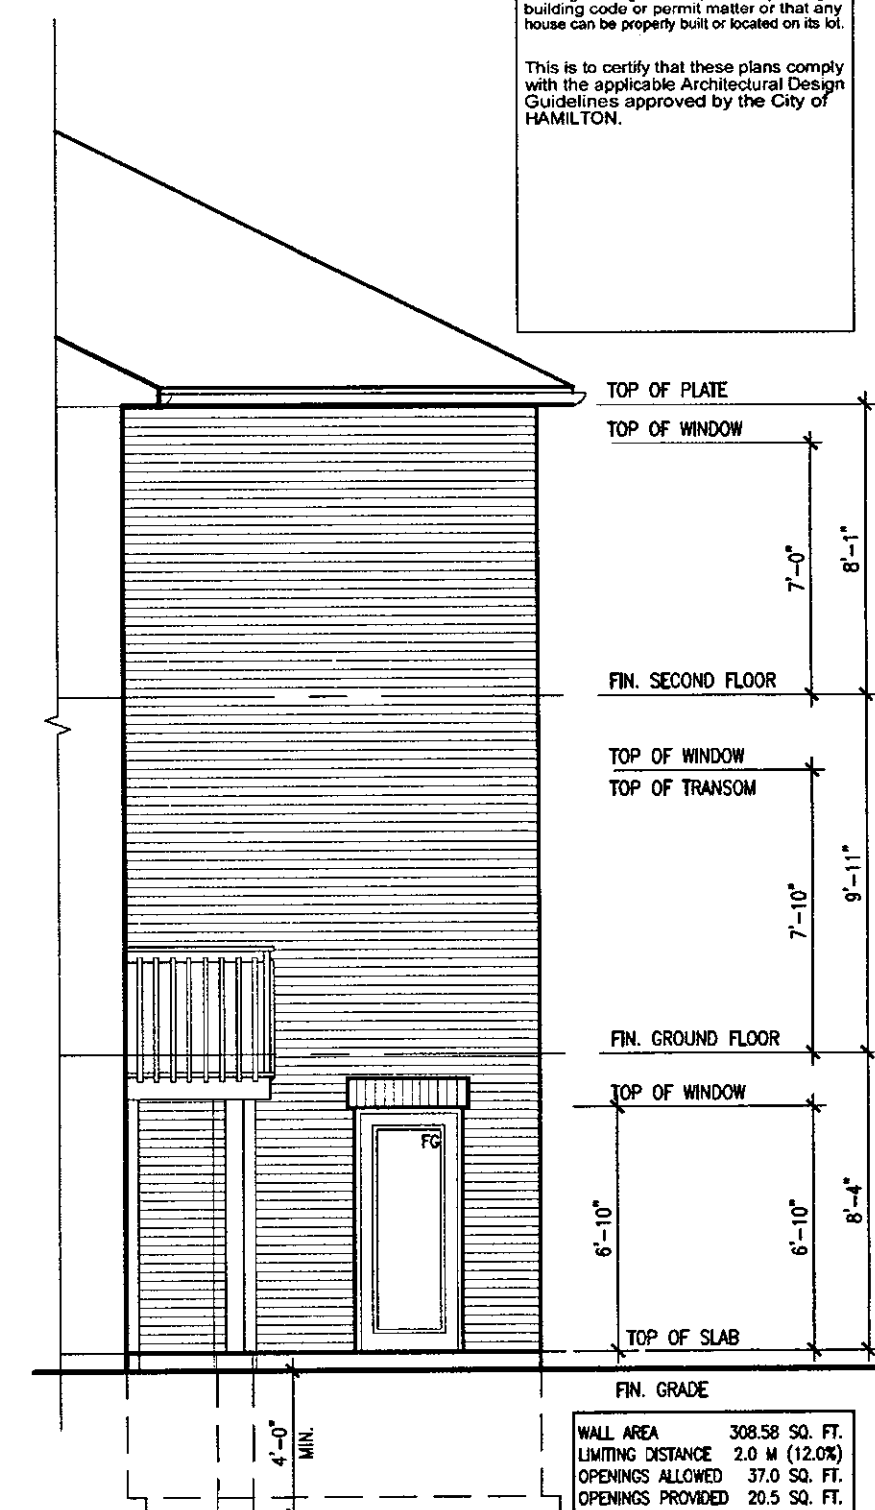 building code or permit matter or that any
house can be properly built or located on its lot.
This is to certify that these plans comply
with the applicable Architectural Design
Guidelines approved by the City of
HAMILTON.
TOP OF PLATE
TOP OF WINDOW
7'-0"
8'-1"
FIN. SECOND FLOOR
TOP OF WINDOW
TOP OF TRANSOM
7'-10"
9'-11"
FIN. GROUND FLOOR
TOP OF WINDOW
FG
6'-10"
6'-10"
8'-4"
TOP OF SLAB
FIN. GRADE
4'-0"
MIN.
WALL AREA 308.58 SQ. FT.
LIMITING DISTANCE 2.0 M (12.0%)
OPENINGS ALLOWED 37.0 SQ. FT.
OPENINGS PROVIDED 20.5 SQ. FT.